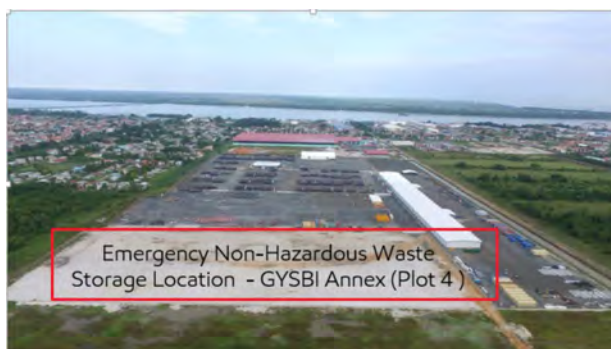 Emergency Non-Hazardous Waste
Storage Location - GYSBI Annex (Plot 4 )